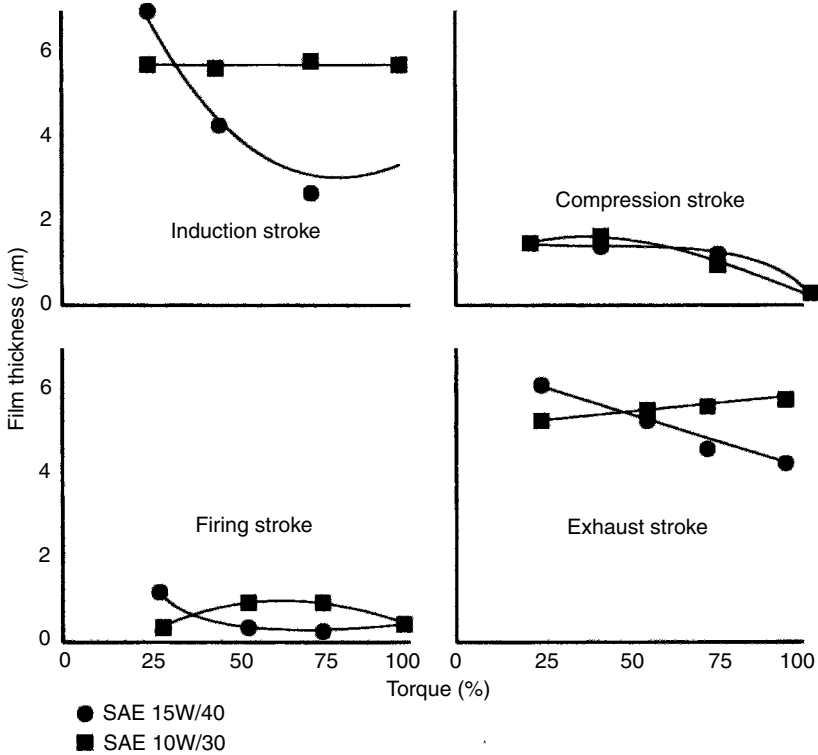 6
4
2
0
Induction stroke
Compression stroke
Film thickness (μm)
6
4
2
0
Firing stroke
Exhaust stroke
0 25 50 75 100
0 25 50 75 100
Torque (%)
SAE 15W/40
SAE 10W/30